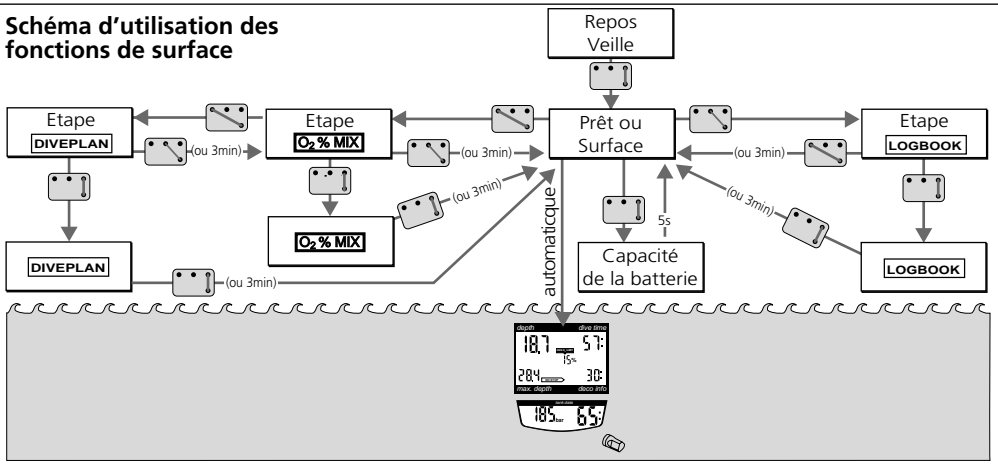 Schéma d'utilisation des
fonctions de surface
Repos
Veille
Etape
DIVEPLAN
(ou 3min)
Etape
O2 % MIX
(ou 3min)
Prêt ou
Surface
(ou 3min)
Etape
LOGBOOK
DIVEPLAN
(ou 3min)
O2 % MIX
(ou 3min)
automaticque
5s
Capacité
de la batterie
(ou 3min)
LOGBOOK
depth dive time
18.7 57:
15%
28.4 30:
max. depth deco info
185 bar 65: